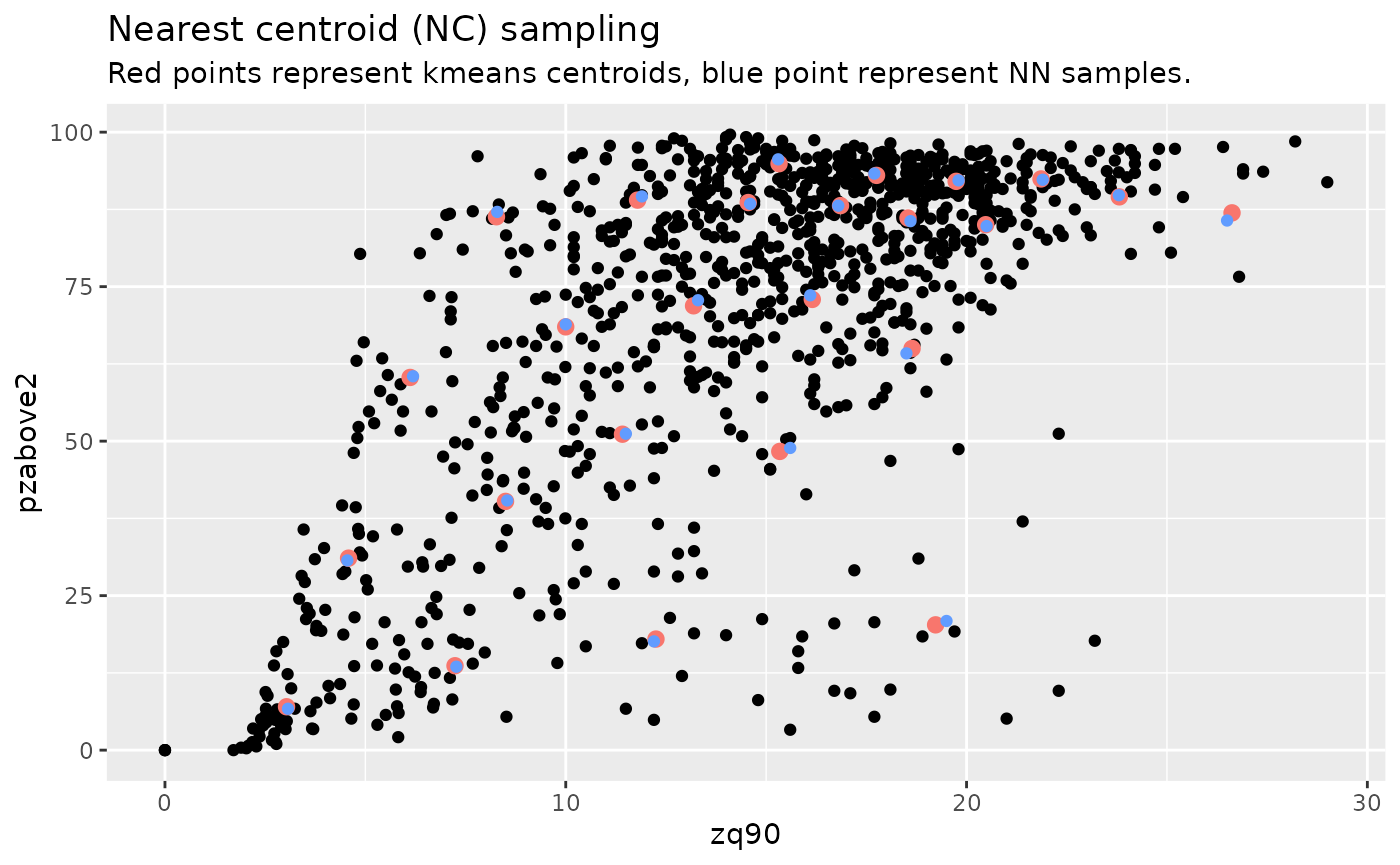 Nearest centroid (NC) sampling
Red points represent kmeans centroids, blue point represent NN samples.
100
75
50
25
0
pzabove2
0 10 20 30
zq90